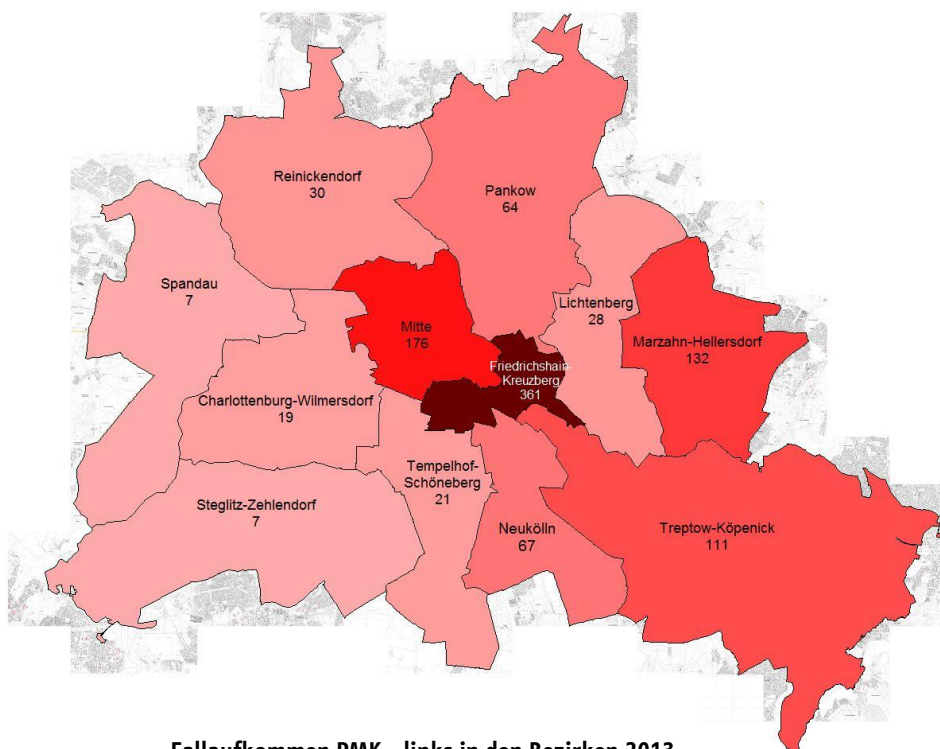 Reinickendorf
30
Pankow
64
Spandau
7
Lichtenberg
28
Mitte
176
Marzahn-Hellersdorf
132
Friedrichshain-
Kreuzberg
361
Charlottenburg-Wilmersdorf
19
Tempelhof-
Schöneberg
21
Steglitz-Zehlendorf
7
Neukölln
67
Treptow-Köpenick
111